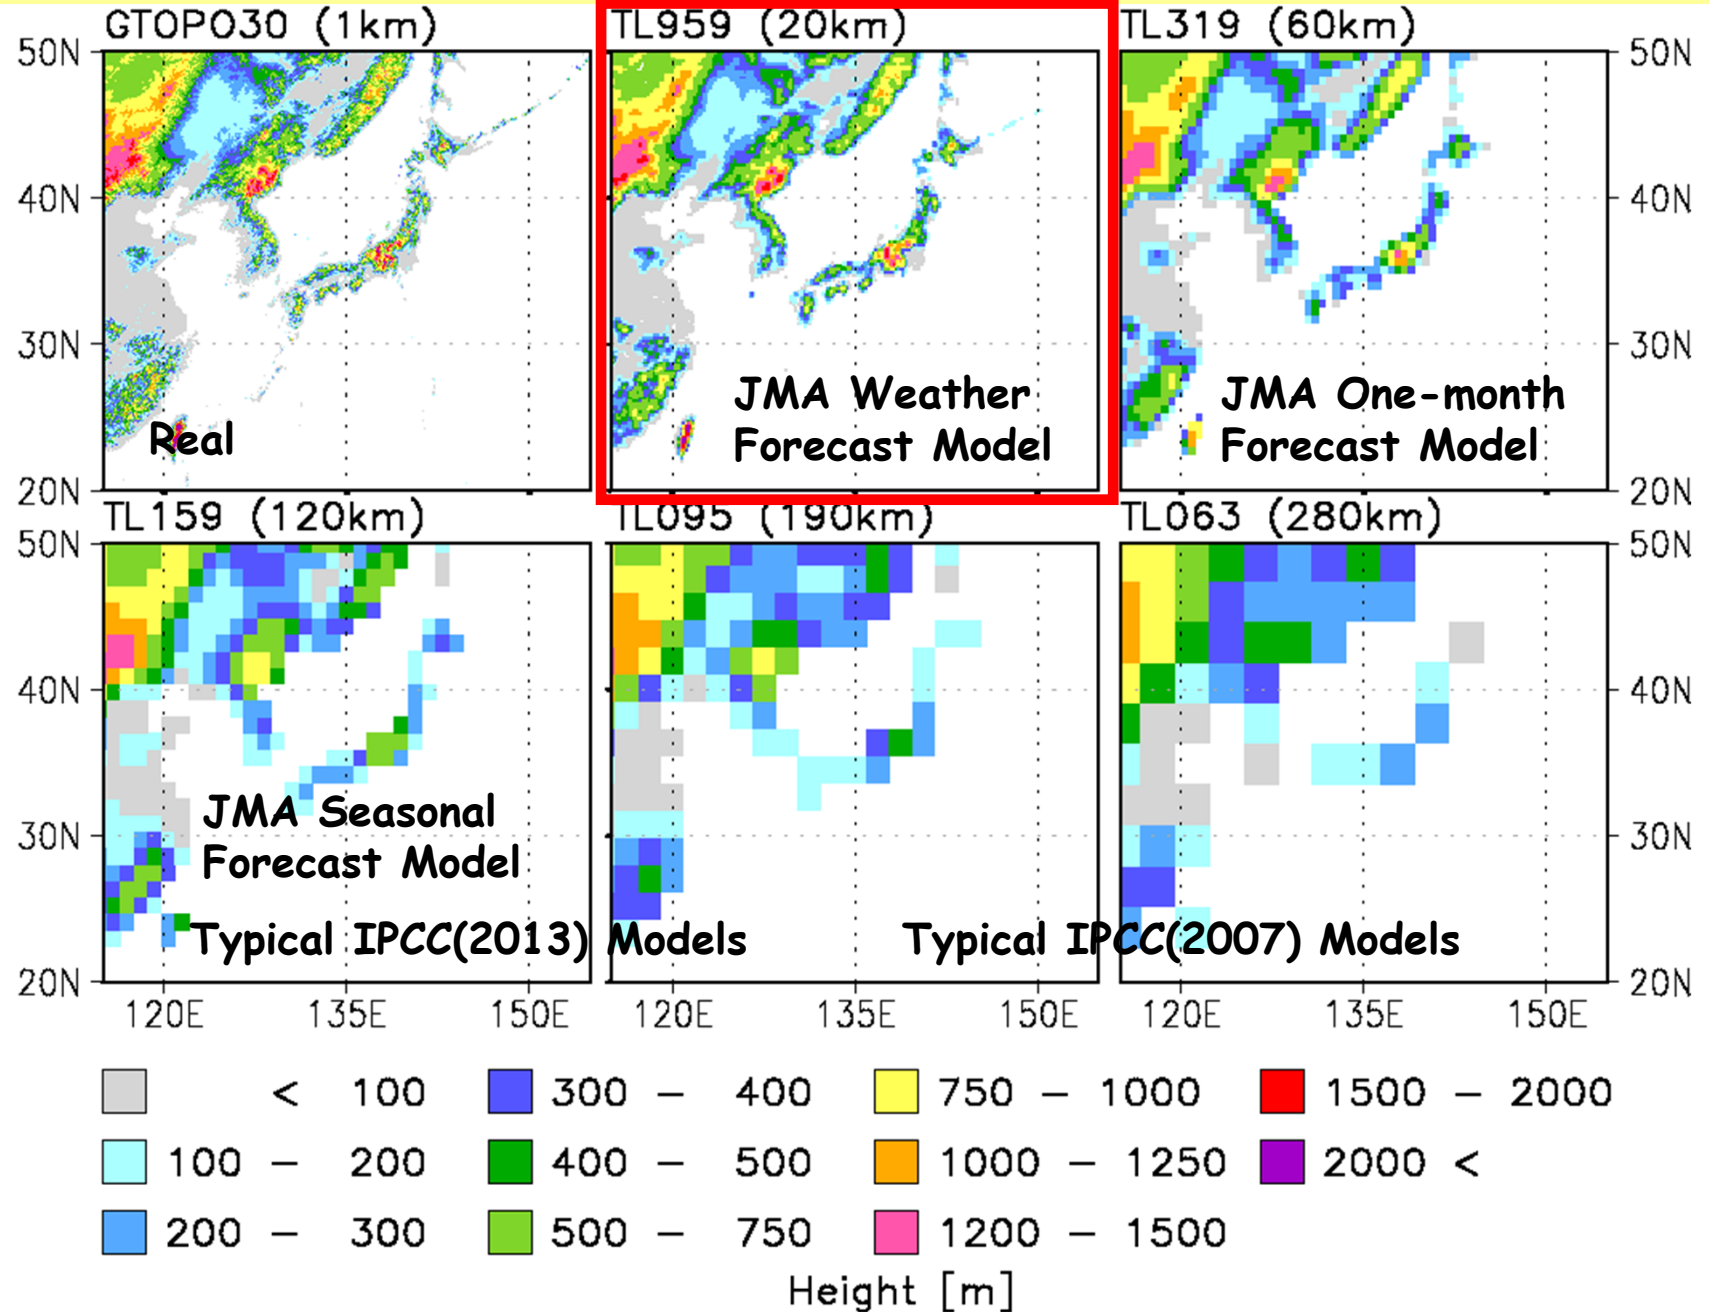 GTOPO30 (1km)
TL959 (20km)
TL319 (60km)
50N
50N
40N
40N
30N
30N
20N
20N
Real
JMA Weather
Forecast Model
JMA One-month
Forecast Model
TL159 (120km)
TL095 (190km)
TL063 (280km)
50N
50N
40N
40N
30N
30N
20N
20N
JMA Seasonal
Forecast Model
Typical IPCC(2013) Models
Typical IPCC(2007) Models
120E 135E 150E
120E 135E 150E
120E 135E 150E
< 100
300 – 400
750 – 1000
1500 – 2000
100 – 200
400 – 500
1000 – 1250
2000 <
200 – 300
500 – 750
1200 – 1500
Height [m]